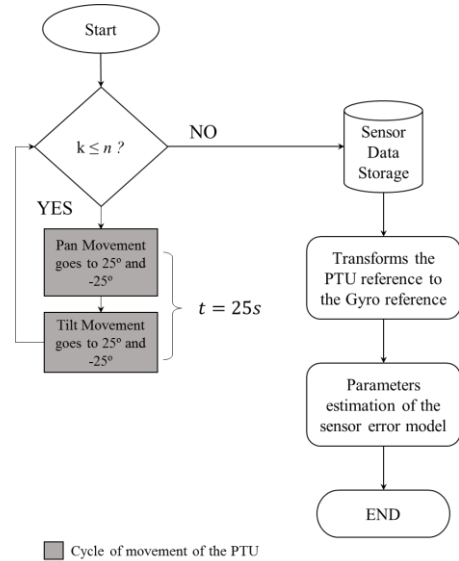 Start
k ≤ n ?
NO
YES
Sensor
Data
Storage
Pan Movement
goes to 25º and
-25º
Tilt Movement
goes to 25º and
-25º
t = 25s
Transforms the
PTU reference to
the Gyro reference
Parameters
estimation of the
sensor error model
END
Cycle of movement of the PTU